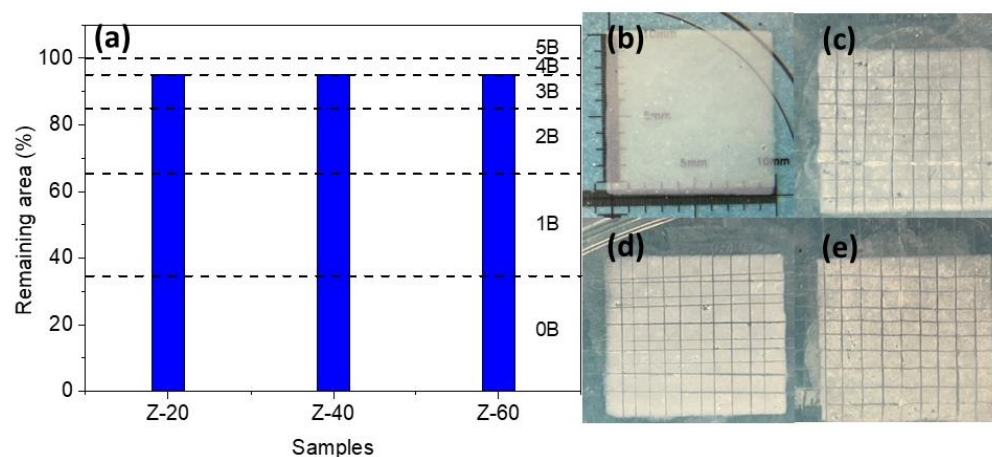 (a)
Remaining area (%)
100
80
60
40
20
0
5B
4B
3B
2B
1B
0B
Z-20
Z-40
Z-60
Samples
(b)
10mm
5mm
5mm
10mm
(c)
(d)
(e)